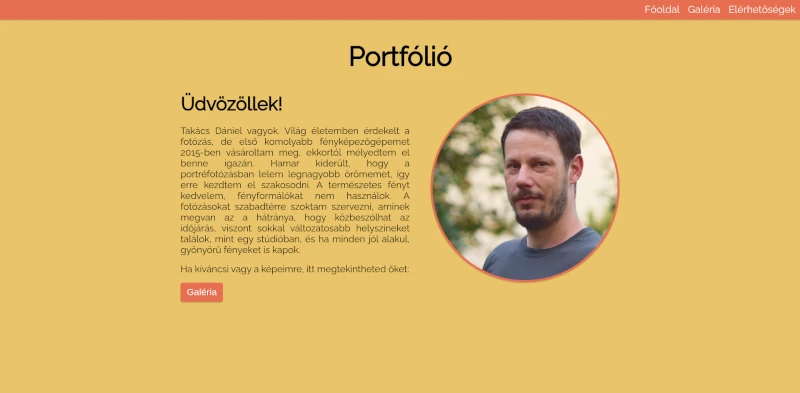 Főoldal Galéria Elérhetőségek
Portfólió
Üdvözöllek!
Takács Dániel vagyok. Világ életemben érdekelt a
fotózás, de első komolyabb fényképezőgépemet
2015-ben vásároltam meg, ekkortól mélyedtem el
benne igazán. Hamar kiderült, hogy a
portréfotózásban lelem legnagyobb örömemet, így
erre kezdtem el szakosodni. A természetes fényt
kedvelem, fényformálókat nem használok. A
fotózásokat szabadtérre szoktam szervezni, aminek
megvan az a hátránya, hogy közbeszólhat az
időjárás, viszont sokkal változatosabb helyszíneket
találok, mint egy stúdióban, és ha minden jól alakul,
gyönyörű fényeket is kapok.
Ha kíváncsi vagy a képeimre, itt megtekintheted őket:
Galéria